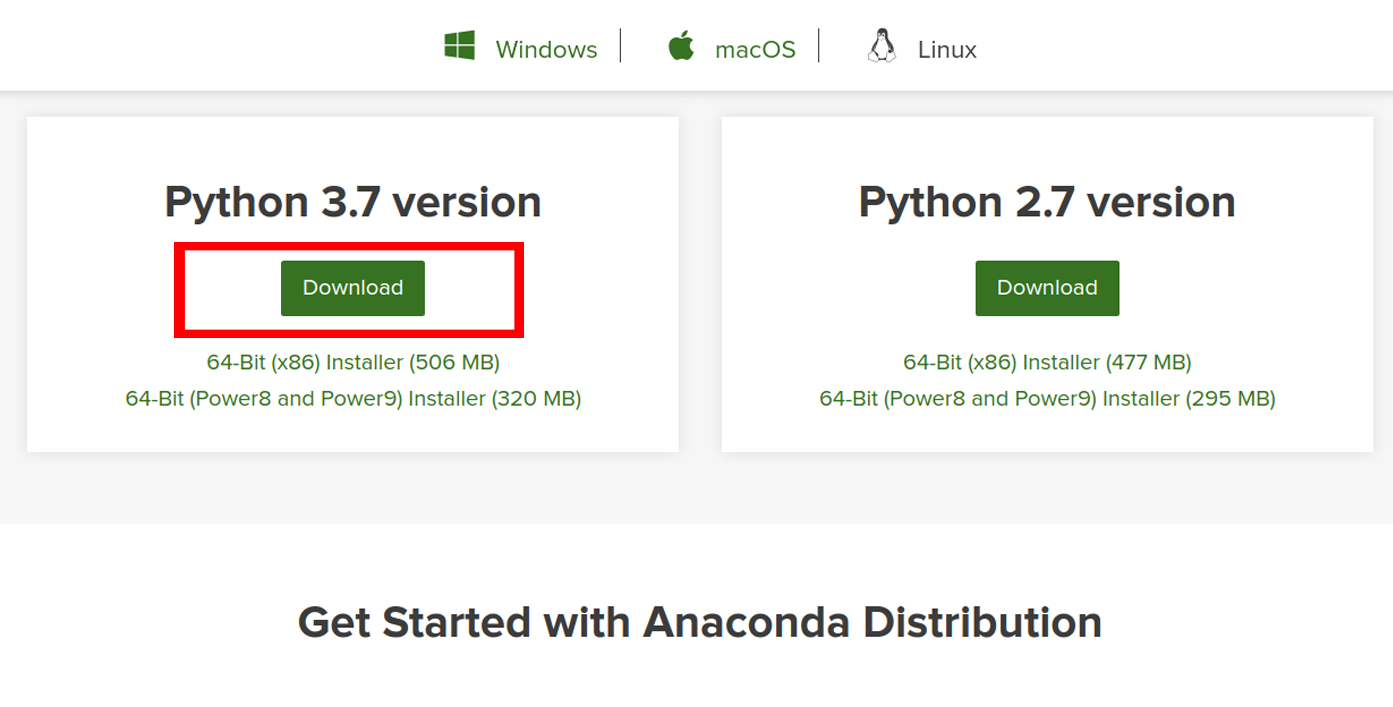 Windows macOS Linux
Python 3.7 version
Download
64-Bit (x86) Installer (506 MB)
64-Bit (Power8 and Power9) Installer (320 MB)
Python 2.7 version
Download
64-Bit (x86) Installer (477 MB)
64-Bit (Power8 and Power9) Installer (295 MB)
Get Started with Anaconda Distribution